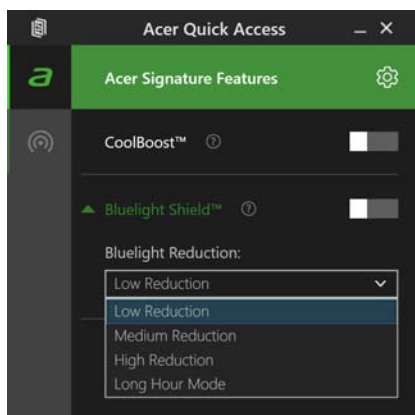 Acer Quick Access
a
Acer Signature Features
CoolBoost™ ?
Bluelight Shield™ ?
Bluelight Reduction:
Low Reduction
Low Reduction
Medium Reduction
High Reduction
Long Hour Mode